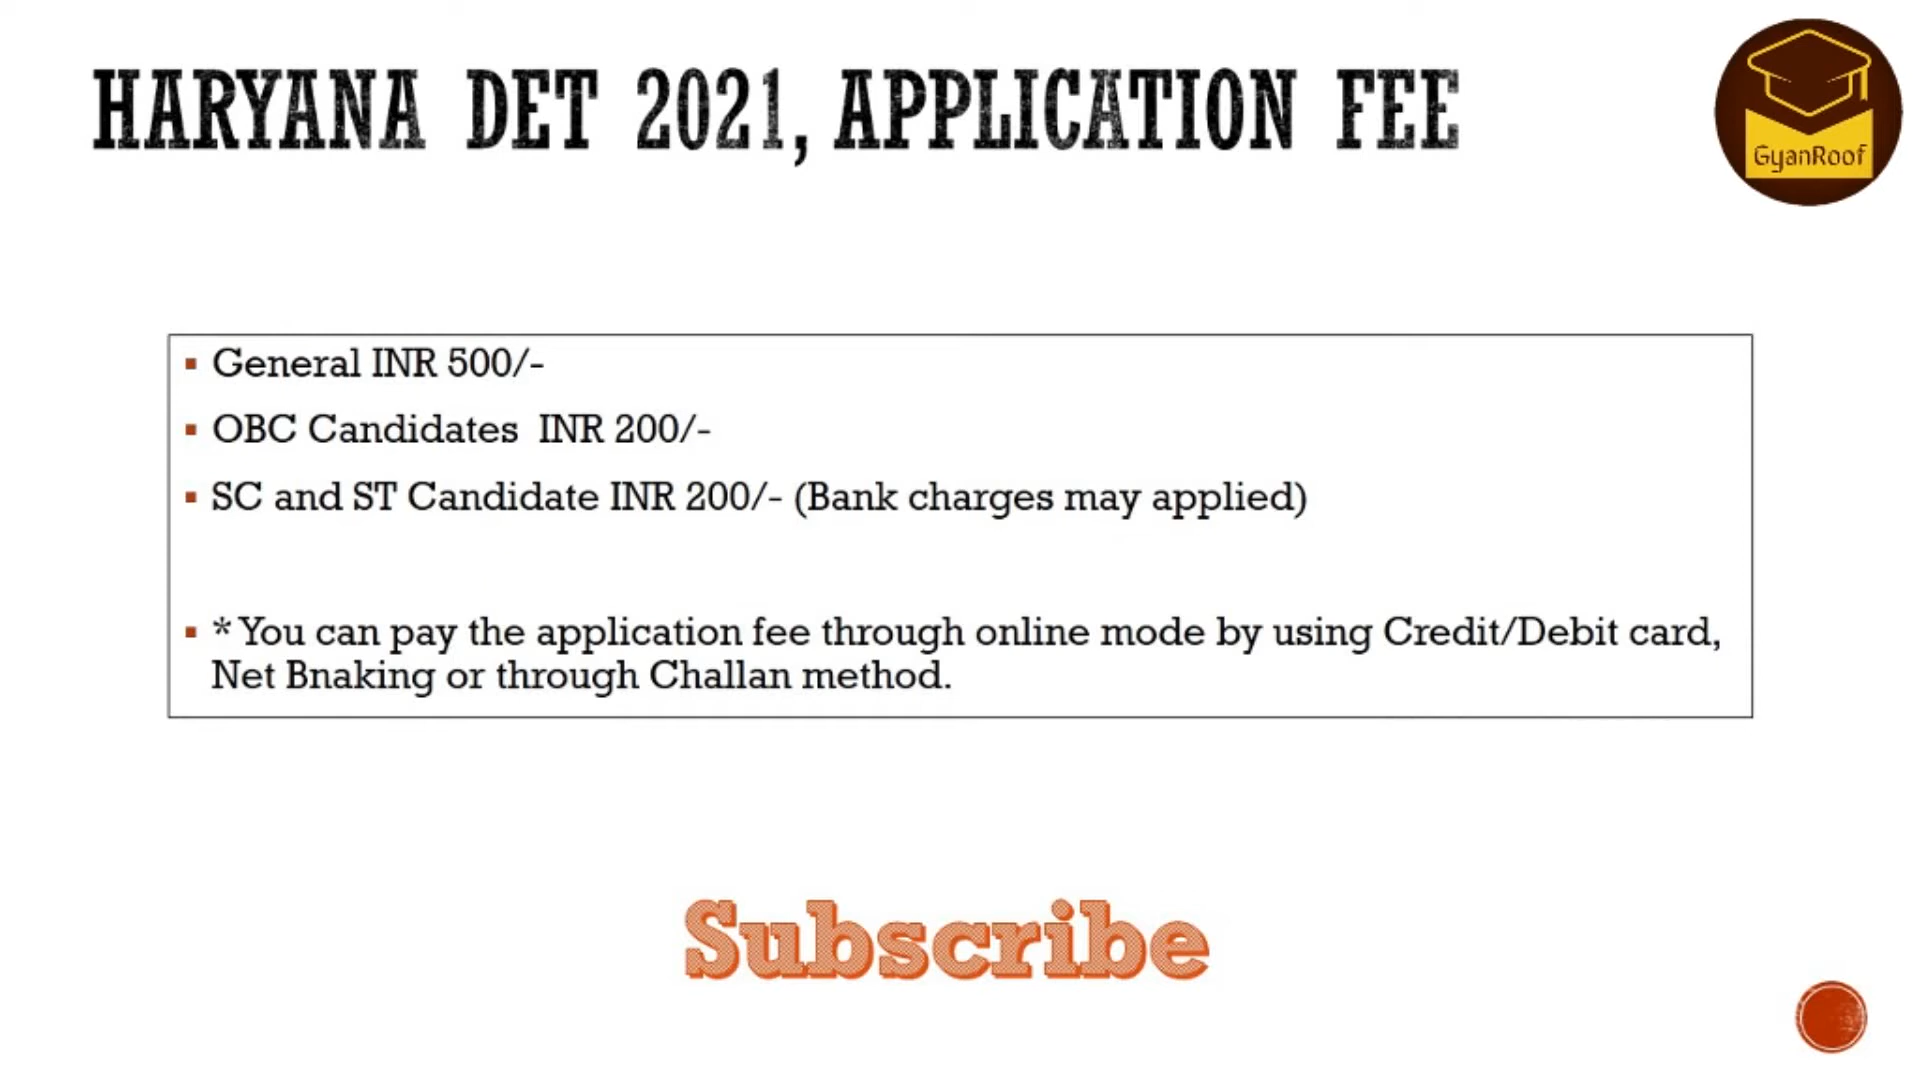 HARYANA DET 2021, APPLICATION FEE
GyanRoof
▪ General INR 500/-
▪ OBC Candidates INR 200/-
▪ SC and ST Candidate INR 200/- (Bank charges may applied)
▪ * You can pay the application fee through online mode by using Credit/Debit card,
Net Bnaking or through Challan method.
Subscribe